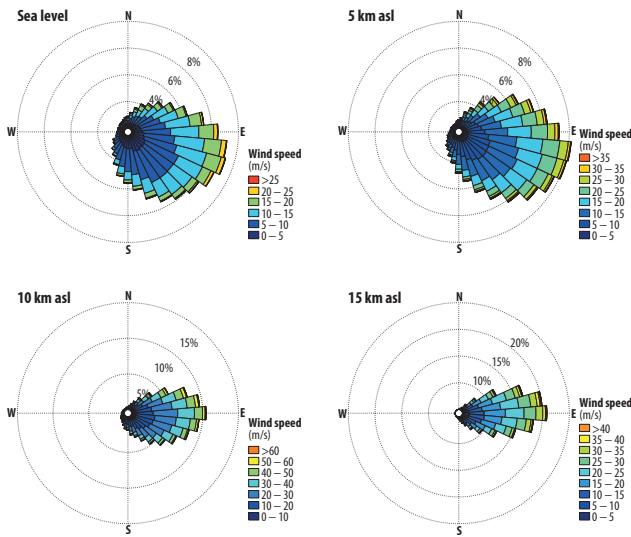 Sea level
N
8%
6%
4%
W
E
S
Wind speed
(m/s)
>25
20 – 25
15 – 20
10 – 15
5 – 10
0 – 5
5 km asl
N
8%
6%
4%
W
E
S
Wind speed
(m/s)
>35
30 – 35
25 – 30
20 – 25
15 – 20
10 – 15
5 – 10
0 – 5
10 km asl
N
15%
10%
5%
W
E
S
Wind speed
(m/s)
>60
50 – 60
40 – 50
30 – 40
20 – 30
10 – 20
0 – 10
15 km asl
N
20%
15%
10%
W
E
S
Wind speed
(m/s)
>40
35 – 40
30 – 35
25 – 30
20 – 25
15 – 20
10 – 15
5 – 10
0 – 5